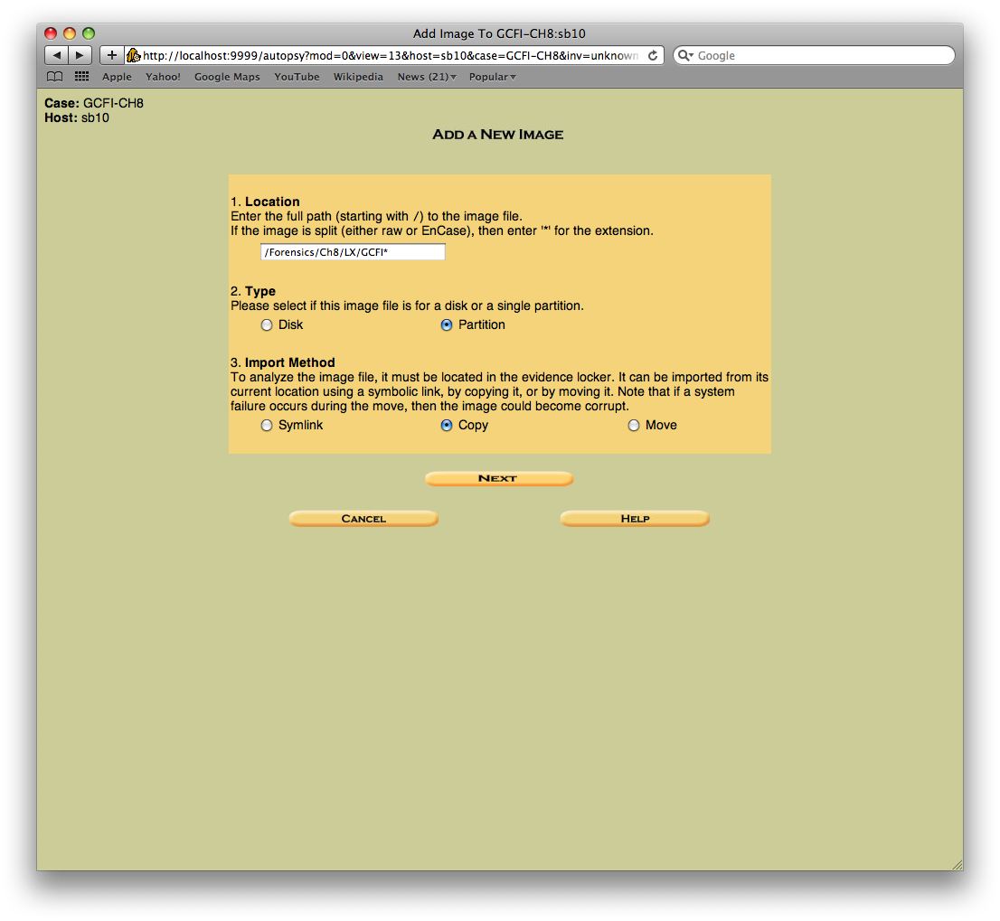 Add Image To GCFI-CH8:sb10
http://localhost:9999/autopsy?mod=0&view=13&host=sb10&case=GCFI-CH8&inv=unknown
Google
Apple Yahoo! Google Maps YouTube Wikipedia News (21) Popular
Case: GCFI-CH8
Host: sb10
ADD A NEW IMAGE
1. Location
Enter the full path (starting with /) to the image file.
If the image is split (either raw or EnCase), then enter '*' for the extension.
/Forensics/Ch8/LX/GCFI*
2. Type
Please select if this image file is for a disk or a single partition.
Disk Partition
3. Import Method
To analyze the image file, it must be located in the evidence locker. It can be imported from its
current location using a symbolic link, by copying it, or by moving it. Note that if a system
failure occurs during the move, then the image could become corrupt.
Symlink Copy Move
NEXT
CANCEL HELP